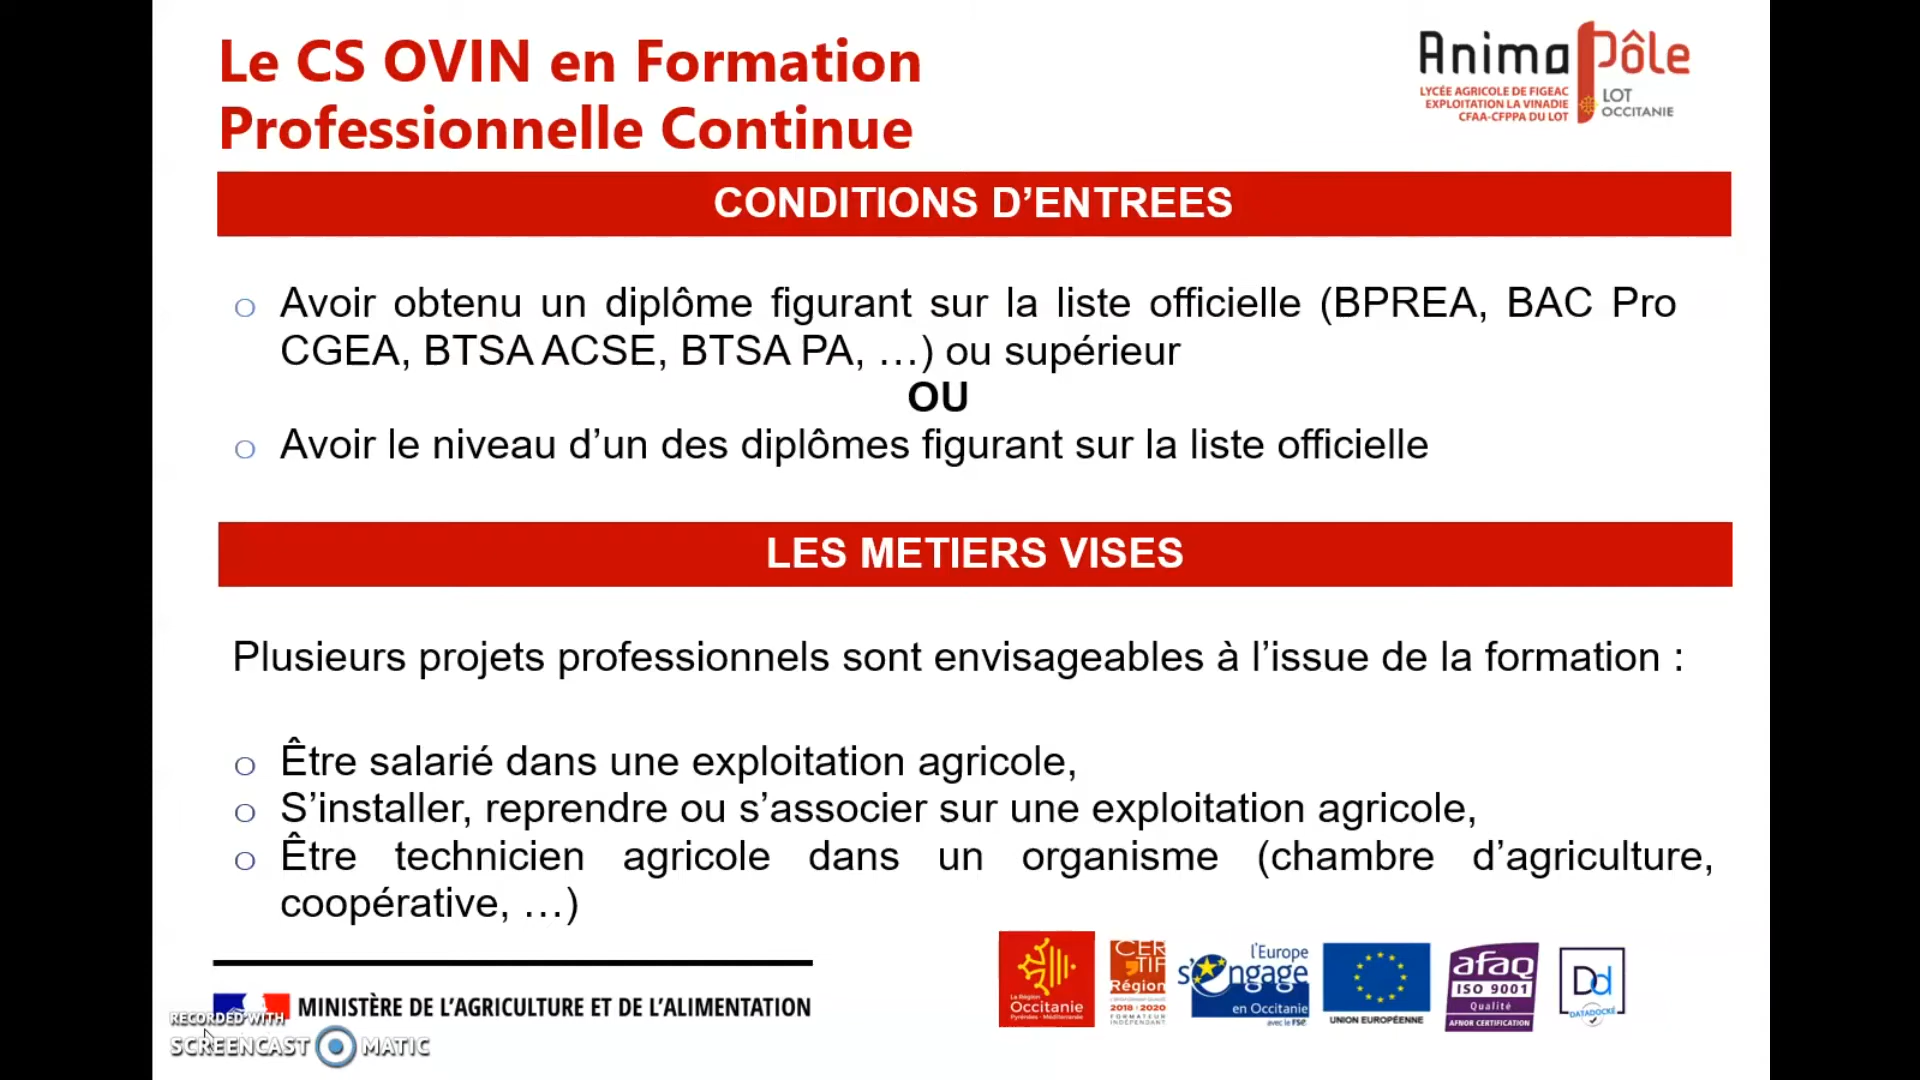 Le CS OVIN en Formation
Professionnelle Continue
Anima Pôle
LYCÉE AGRICOLE DE FIGEAC
EXPLOITATION LA VINADIE
CFAA-CFPPA DU LOT
LOT
OCCITANIE
CONDITIONS D’ENTREES
o Avoir obtenu un diplôme figurant sur la liste officielle (BPREA, BAC Pro
CGEA, BTSA ACSE, BTSA PA, …) ou supérieur
OU
o Avoir le niveau d’un des diplômes figurant sur la liste officielle
LES METIERS VISES
Plusieurs projets professionnels sont envisageables à l’issue de la formation :
o Être salarié dans une exploitation agricole,
o S’installer, reprendre ou s’associer sur une exploitation agricole,
o Être technicien agricole dans un organisme (chambre d’agriculture,
coopérative, …)
MINISTÈRE DE L’AGRICULTURE ET DE L’ALIMENTATION
RECORDED WITH
SCREENCAST MATIC
La Région
Occitanie
Pyrénées - Méditerranée
CER
TIF
Région
2018 - 2020
FORMATEUR
INDÉPENDANT
l’Europe
s’engage
en Occitanie
avec le FSE
UNION EUROPÉENNE
afaq
ISO 9001
Qualité
AFNOR CERTIFICATION
Dd
DATADOCKÉ